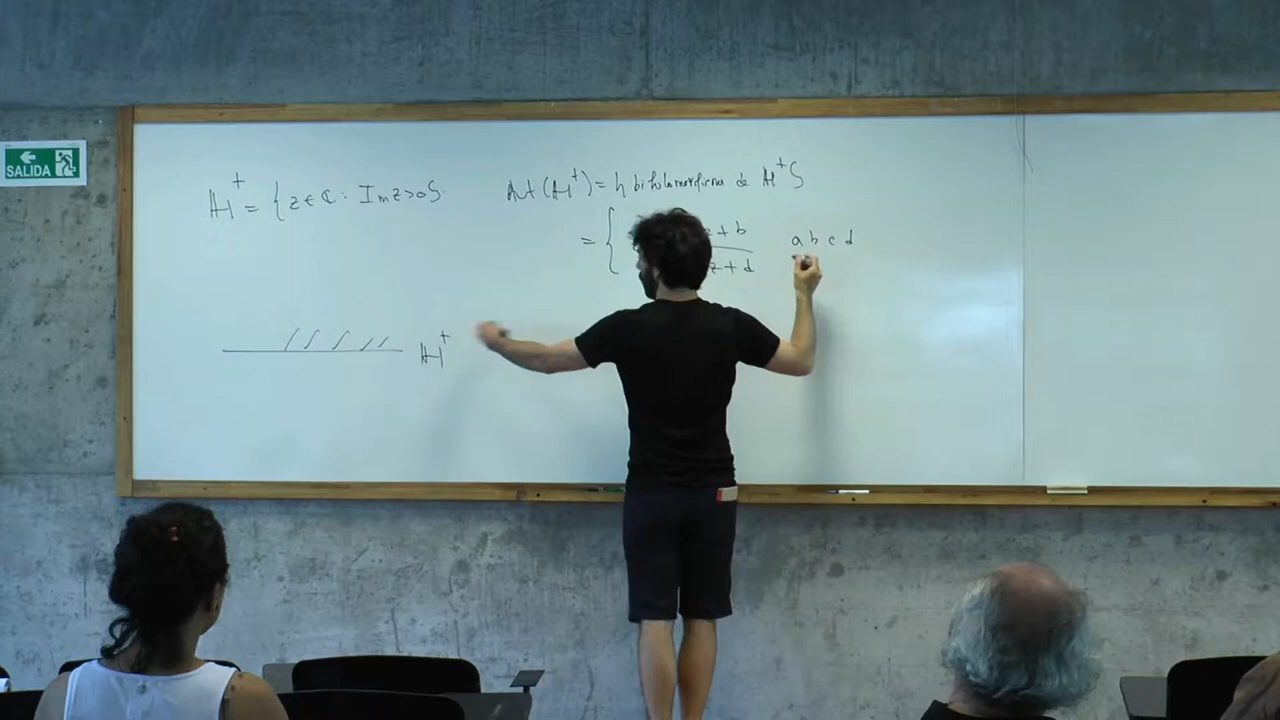 SALIDA
H⁺ = {z ∈ ℂ : Im z > 0}.
Aut(H⁺) = { biholomorfismos de H⁺}
= { z + b a b c d
z + d
H⁺